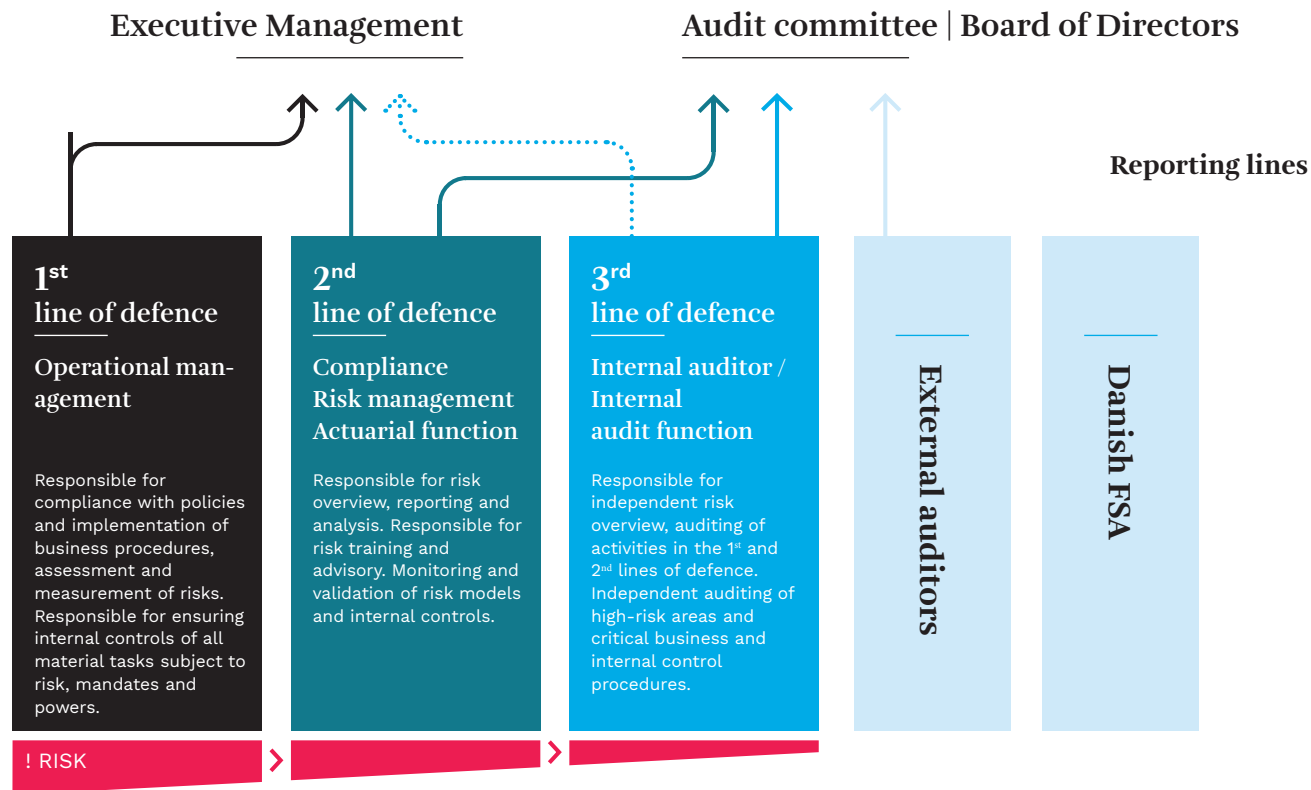 Executive Management
Audit committee | Board of Directors
Reporting lines
1st
line of defence
Operational man-
agement
Responsible for
compliance with policies
and implementation of
business procedures,
assessment and
measurement of risks.
Responsible for ensuring
internal controls of all
material tasks subject to
risk, mandates and
powers.
2nd
line of defence
Compliance
Risk management
Actuarial function
Responsible for risk
overview, reporting and
analysis. Responsible for
risk training and
advisory. Monitoring and
validation of risk models
and internal controls.
3rd
line of defence
Internal auditor /
Internal
audit function
Responsible for
independent risk
overview, auditing of
activities in the 1st and
2nd lines of defence.
Independent auditing of
high-risk areas and
critical business and
internal control
procedures.
External auditors
Danish FSA
! RISK